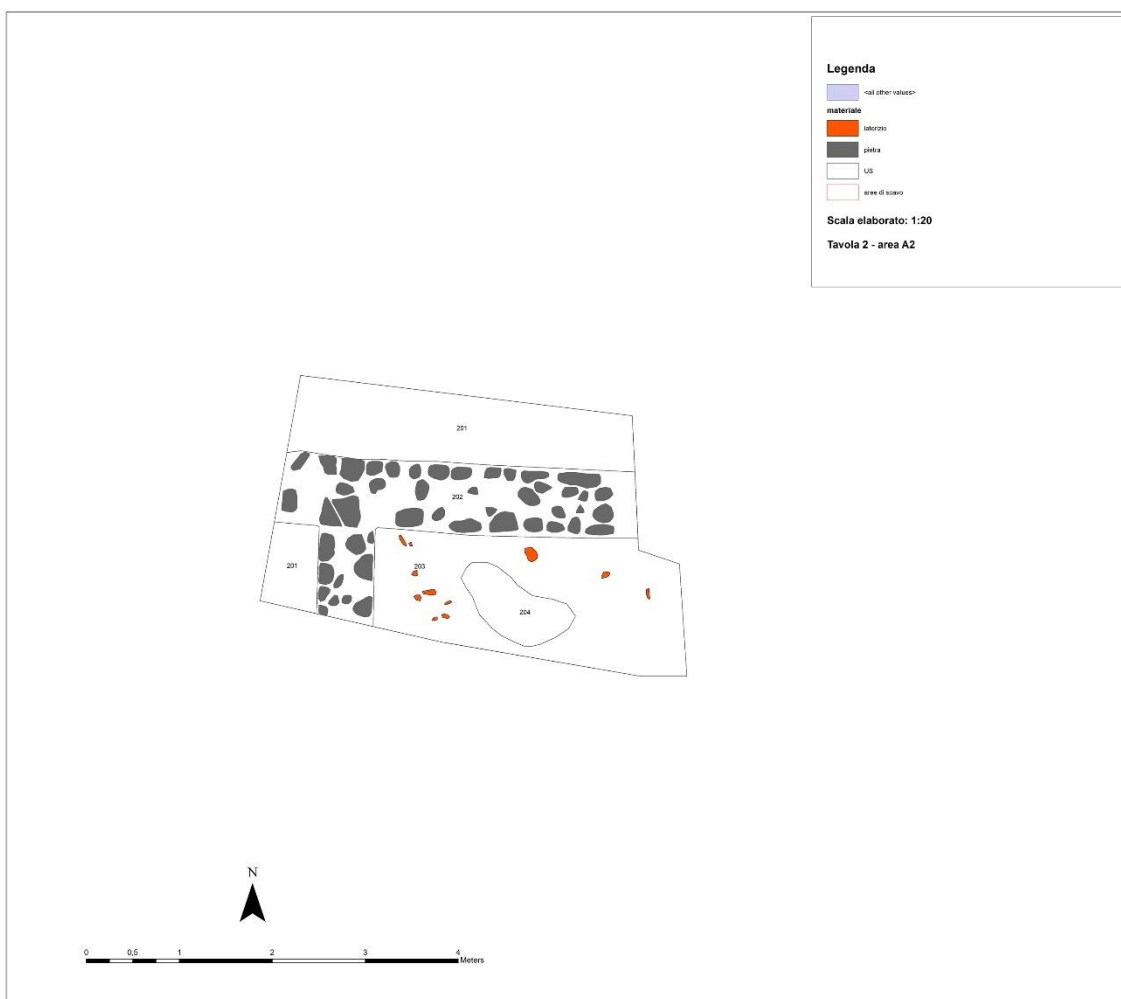 Legenda
<all other values>
materiale
laterizio
pietra
US
aree di scavo
Scala elaborato: 1:20
Tavola 2 - area A2
201
202
201
203
204
N
0 0,5 1 2 3 4
Meters